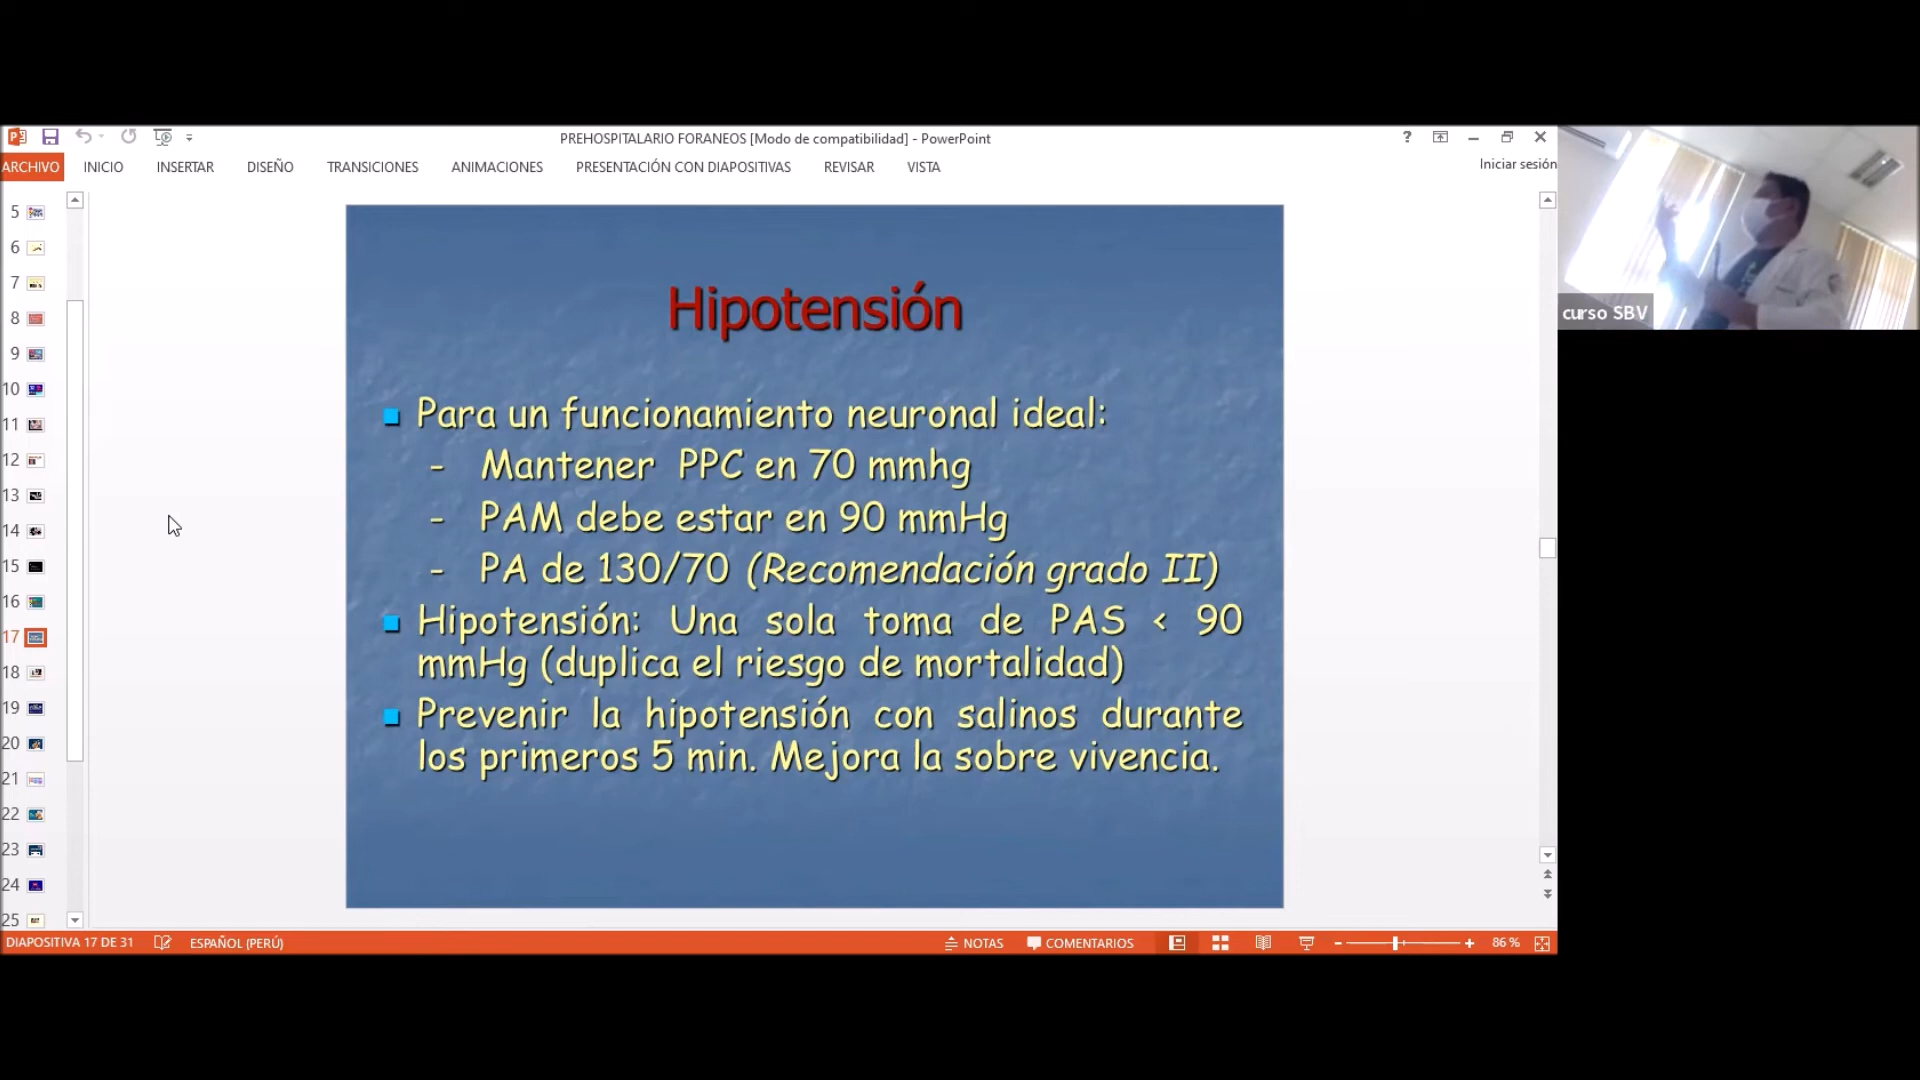 PREHOSPITALARIO FORANEOS [Modo de compatibilidad] - PowerPoint
?
ARCHIVO INICIO INSERTAR DISEÑO TRANSICIONES ANIMACIONES PRESENTACIÓN CON DIAPOSITIVAS REVISAR VISTA
Iniciar sesión
5
6
7
8
9
10
11
12
13
14
15
16
17
18
19
20
21
22
23
24
25
Hipotensión
Para un funcionamiento neuronal ideal:
- Mantener PPC en 70 mmhg
- PAM debe estar en 90 mmHg
- PA de 130/70 (Recomendación grado II)
Hipotensión: Una sola toma de PAS < 90
mmHg (duplica el riesgo de mortalidad)
Prevenir la hipotensión con salinos durante
los primeros 5 min. Mejora la sobre vivencia.
curso SBV
DIAPOSITIVA 17 DE 31 ESPAÑOL (PERÚ) NOTAS COMENTARIOS 86 %